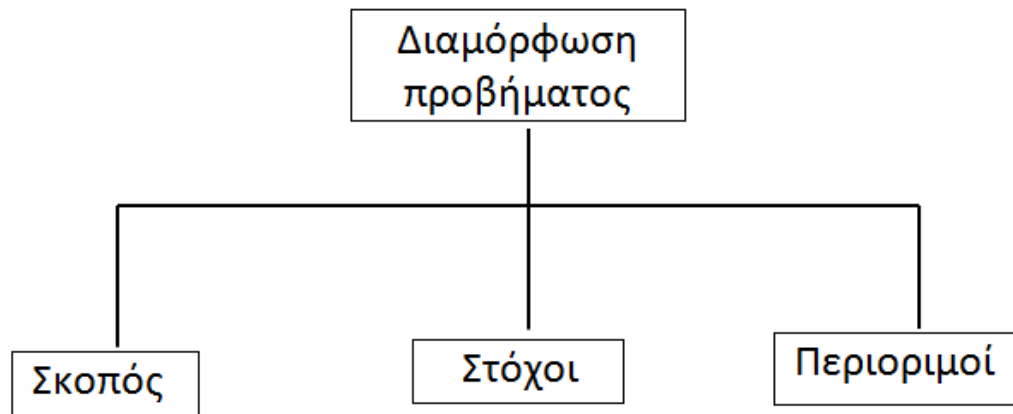 Διαμόρφωση
προβήματος
Σκοπός
Στόχοι
Περιοριμοί